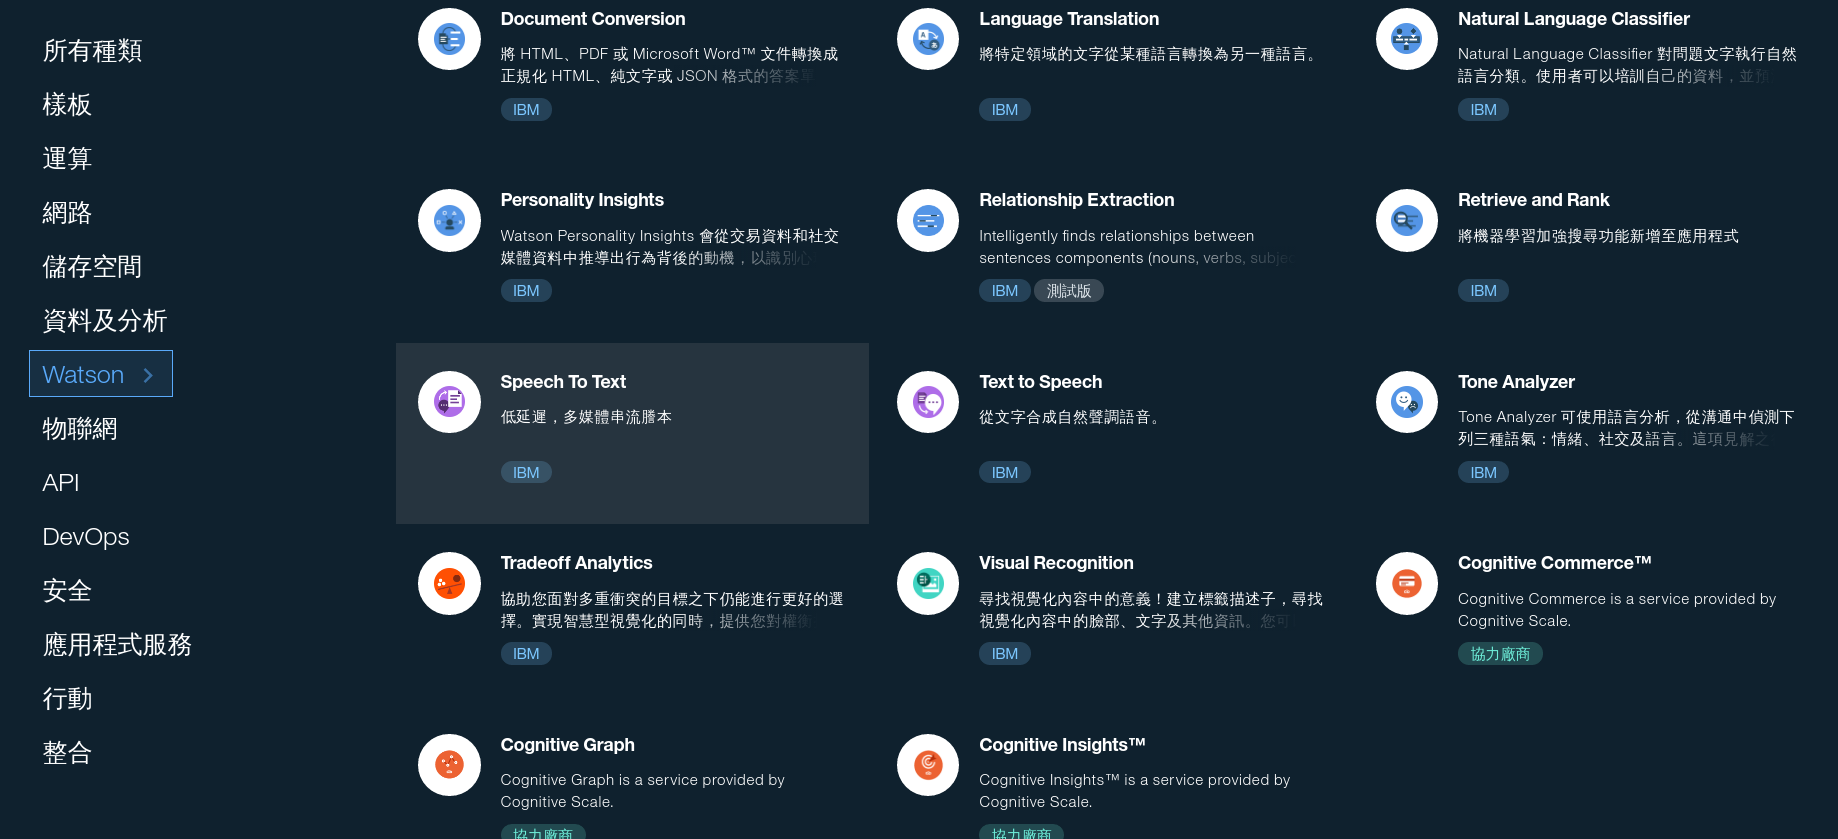 所有種類
樣板
運算
網路
儲存空間
資料及分析
Watson
物聯網
API
DevOps
安全
應用程式服務
行動
整合
Document Conversion
將 HTML、PDF 或 Microsoft Word™ 文件轉換成
正規化 HTML、純文字或 JSON 格式的答案單
IBM
Language Translation
將特定領域的文字從某種語言轉換為另一種語言。
IBM
Natural Language Classifier
Natural Language Classifier 對問題文字執行自然
語言分類。使用者可以培訓自己的資料，並預
IBM
Personality Insights
Watson Personality Insights 會從交易資料和社交
媒體資料中推導出行為背後的動機，以識別心
IBM
Relationship Extraction
Intelligently finds relationships between
sentences components (nouns, verbs, subjec
IBM 測試版
Retrieve and Rank
將機器學習加強搜尋功能新增至應用程式
IBM
Speech To Text
低延遲，多媒體串流謄本
IBM
Text to Speech
從文字合成自然聲調語音。
IBM
Tone Analyzer
Tone Analyzer 可使用語言分析，從溝通中偵測下
列三種語氣：情緒、社交及語言。這項見解之
IBM
Tradeoff Analytics
協助您面對多重衝突的目標之下仍能進行更好的選
擇。實現智慧型視覺化的同時，提供您對權衡
IBM
Visual Recognition
尋找視覺化內容中的意義！建立標籤描述子，尋找
視覺化內容中的臉部、文字及其他資訊。您可
IBM
Cognitive Commerce™
Cognitive Commerce is a service provided by
Cognitive Scale.
協力廠商
Cognitive Graph
Cognitive Graph is a service provided by
Cognitive Scale.
協力廠商
Cognitive Insights™
Cognitive Insights™ is a service provided by
Cognitive Scale.
協力廠商